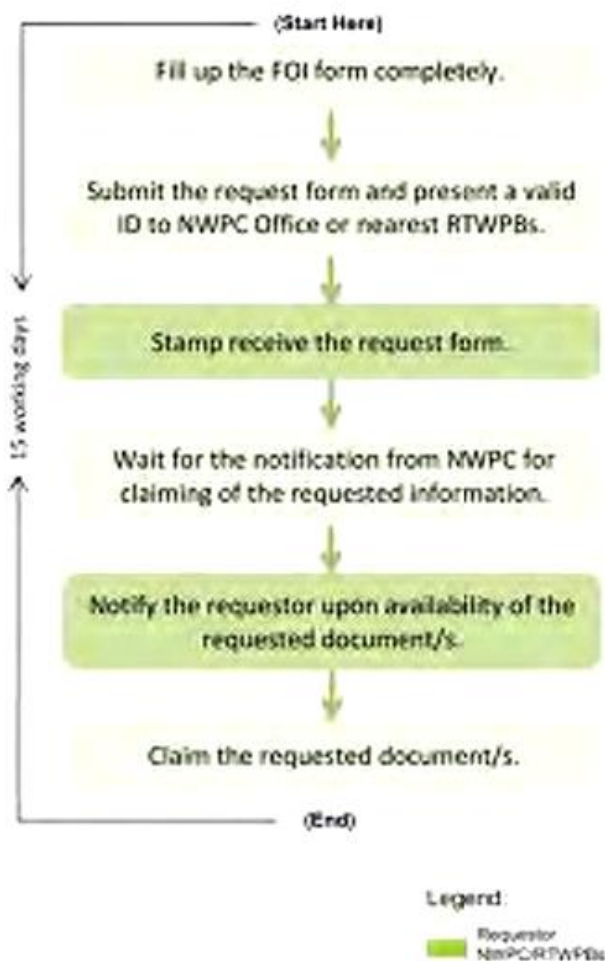 (Start Here)
Fill up the FOI form completely.
Submit the request form and present a valid
ID to NWPC Office or nearest RTWPBs.
Stamp receive the request form.
15 working days
Wait for the notification from NWPC for
claiming of the requested information.
Notify the requestor upon availability of the
requested document/s.
Claim the requested document/s.
(End)
Legend:
Requestor
NWPC/RTWPBs